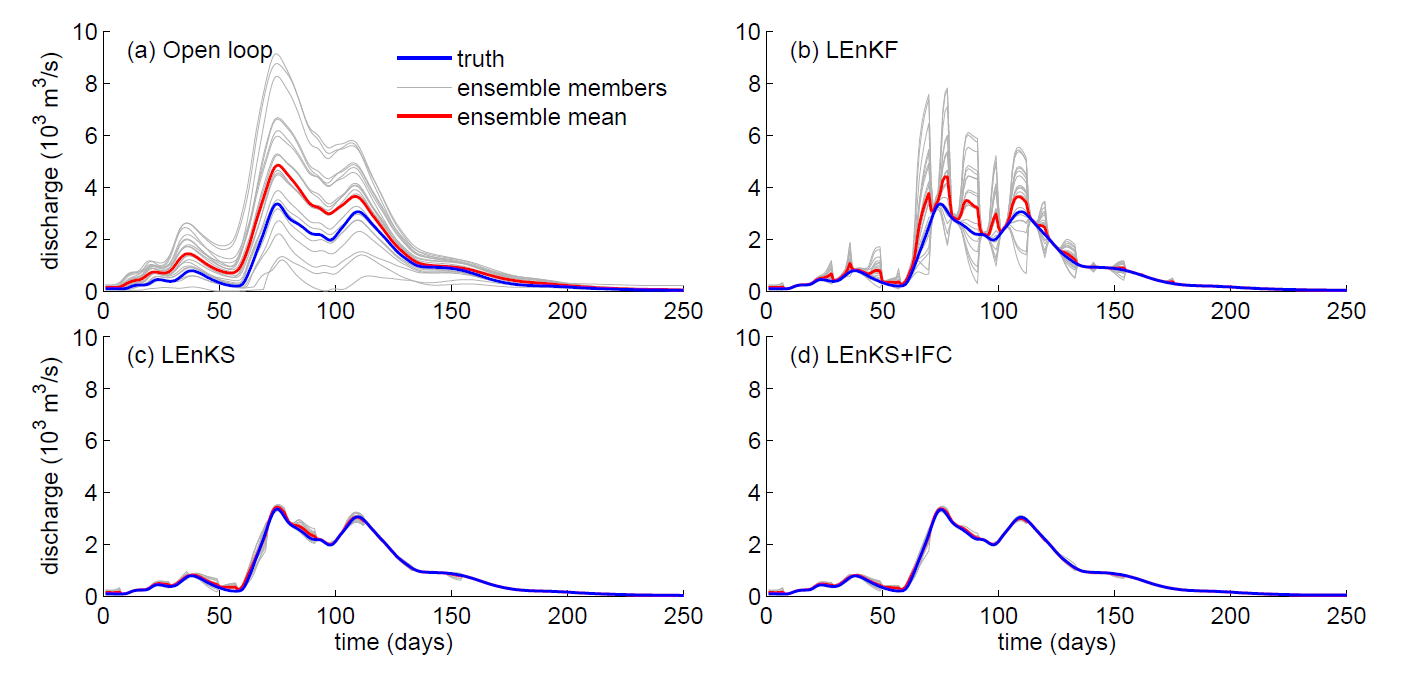 (a) Open loop
truth
ensemble members
ensemble mean
discharge (10³ m³/s)
10
8
6
4
2
0
0 50 100 150 200 250
(b) LEnKF
10
8
6
4
2
0
0 50 100 150 200 250
(c) LEnKS
discharge (10³ m³/s)
10
8
6
4
2
0
0 50 100 150 200 250
time (days)
(d) LEnKS+IFC
10
8
6
4
2
0
0 50 100 150 200 250
time (days)